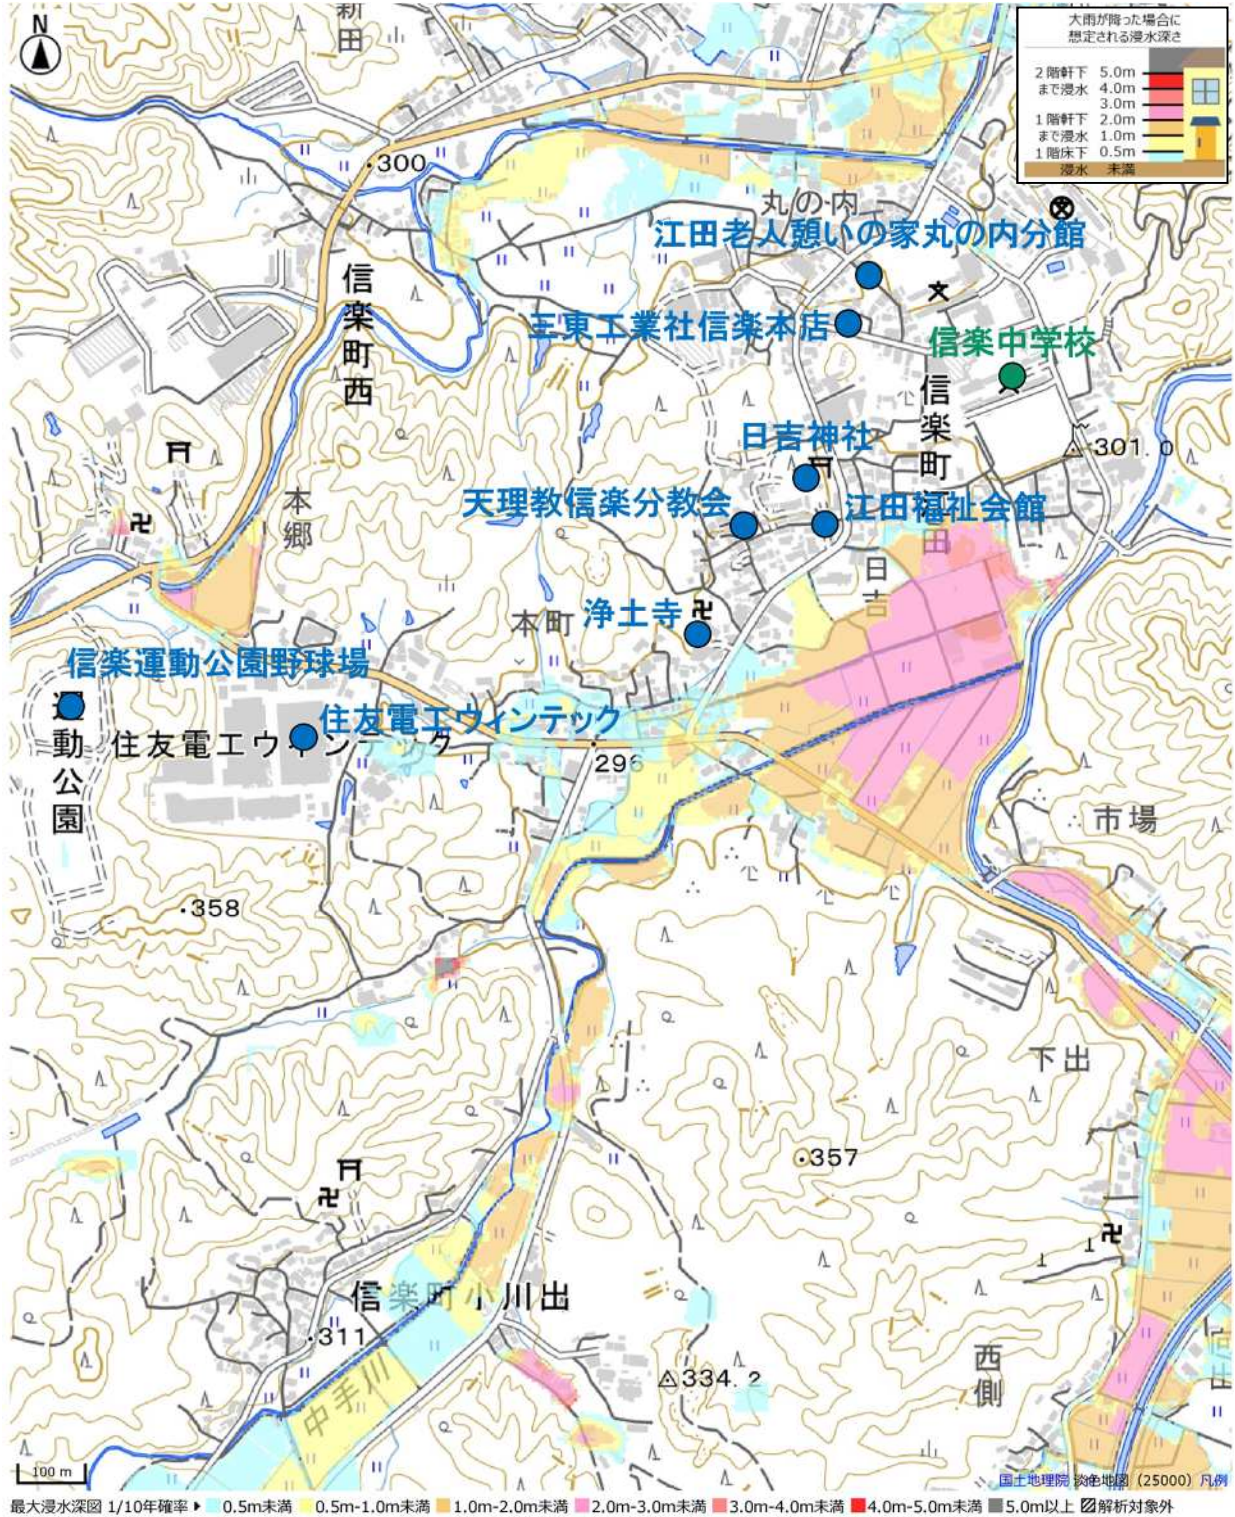 N
新田
大雨が降った場合に
想定される浸水深さ
2階軒下 5.0m
まで浸水 4.0m
3.0m
1階軒下 2.0m
まで浸水 1.0m
1階床下 0.5m
浸水 未満
300
丸の内
江田老人憩いの家丸の内分館
信楽町西
三東工業社信楽本店
信楽中学校
信楽町江田
301.0
日吉神社
天理教信楽分教会
江田福祉会館
本郷
日吉
本町
浄土寺
信楽運動公園野球場
住友電工ウィンテック
住友電工ウィンテック
運動公園
296
市場
358
下出
357
信楽町小川出
311
中手川
334.2
西側
100 m
国土地理院 淡色地図 (25000) 凡例
最大浸水深図 1/10年確率 ▶ 0.5m未満 0.5m-1.0m未満 1.0m-2.0m未満 2.0m-3.0m未満 3.0m-4.0m未満 4.0m-5.0m未満 5.0m以上 解析対象外